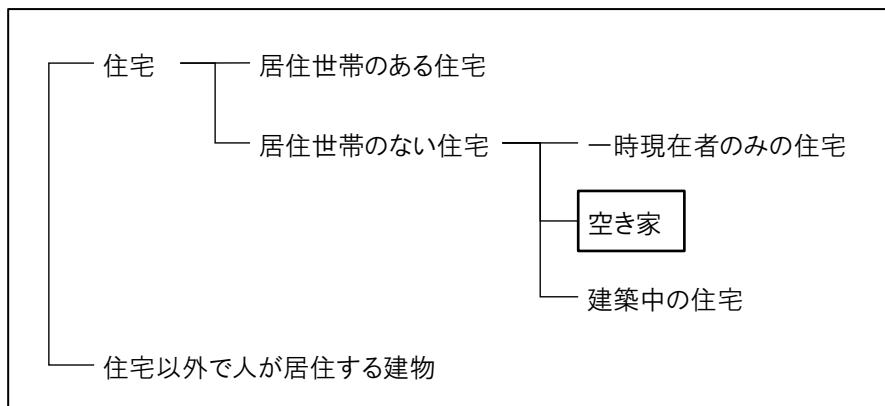 住宅
居住世帯のある住宅
居住世帯のない住宅
一時現在者のみの住宅
空き家
建築中の住宅
住宅以外で人が居住する建物